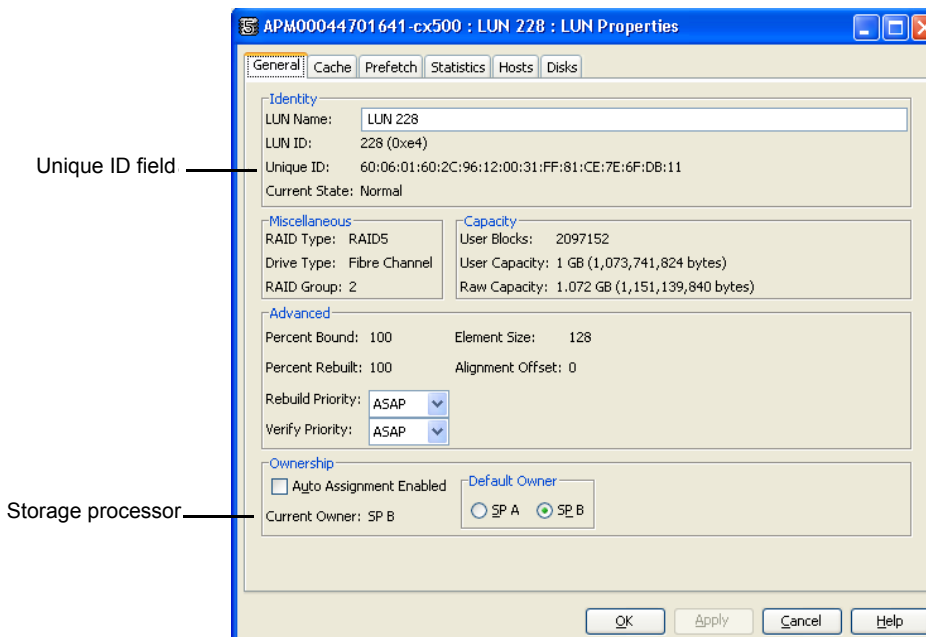 APM00044701641-cx500 : LUN 228 : LUN Properties
General Cache Prefetch Statistics Hosts Disks
Identity
LUN Name: LUN 228
LUN ID: 228 (0xe4)
Unique ID field
Unique ID: 60:06:01:60:2C:96:12:00:31:FF:81:CE:7E:6F:DB:11
Current State: Normal
Miscellaneous
RAID Type: RAID5
Drive Type: Fibre Channel
RAID Group: 2
Capacity
User Blocks: 2097152
User Capacity: 1 GB (1,073,741,824 bytes)
Raw Capacity: 1.072 GB (1,151,139,840 bytes)
Advanced
Percent Bound: 100 Element Size: 128
Percent Rebuilt: 100 Alignment Offset: 0
Rebuild Priority: ASAP
Verify Priority: ASAP
Ownership
Auto Assignment Enabled
Default Owner
SP A SP B
Storage processor
Current Owner: SP B
OK Apply Cancel Help